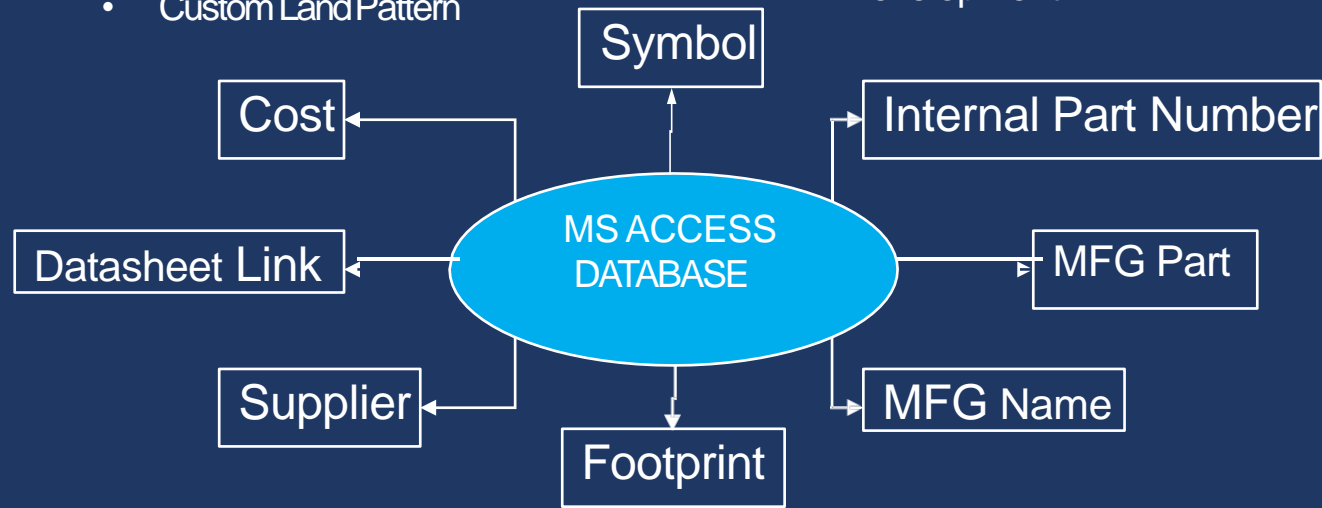 • Custom Land Pattern
Symbol
Cost
Internal Part Number
MS ACCESS
DATABASE
Datasheet Link
MFG Part
Supplier
MFG Name
Footprint